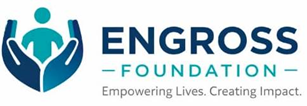 ENGROSS
FOUNDATION
Empowering Lives. Creating Impact.